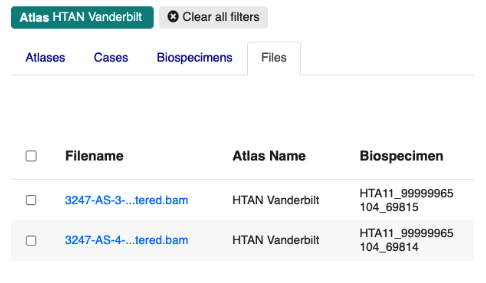 Atlas HTAN Vanderbilt Clear all filters
Atlases Cases Biospecimens Files
Filename Atlas Name Biospecimen
3247-AS-3-...tered.bam HTAN Vanderbilt HTA11_99999965
104_69815
3247-AS-4-...tered.bam HTAN Vanderbilt HTA11_99999965
104_69814